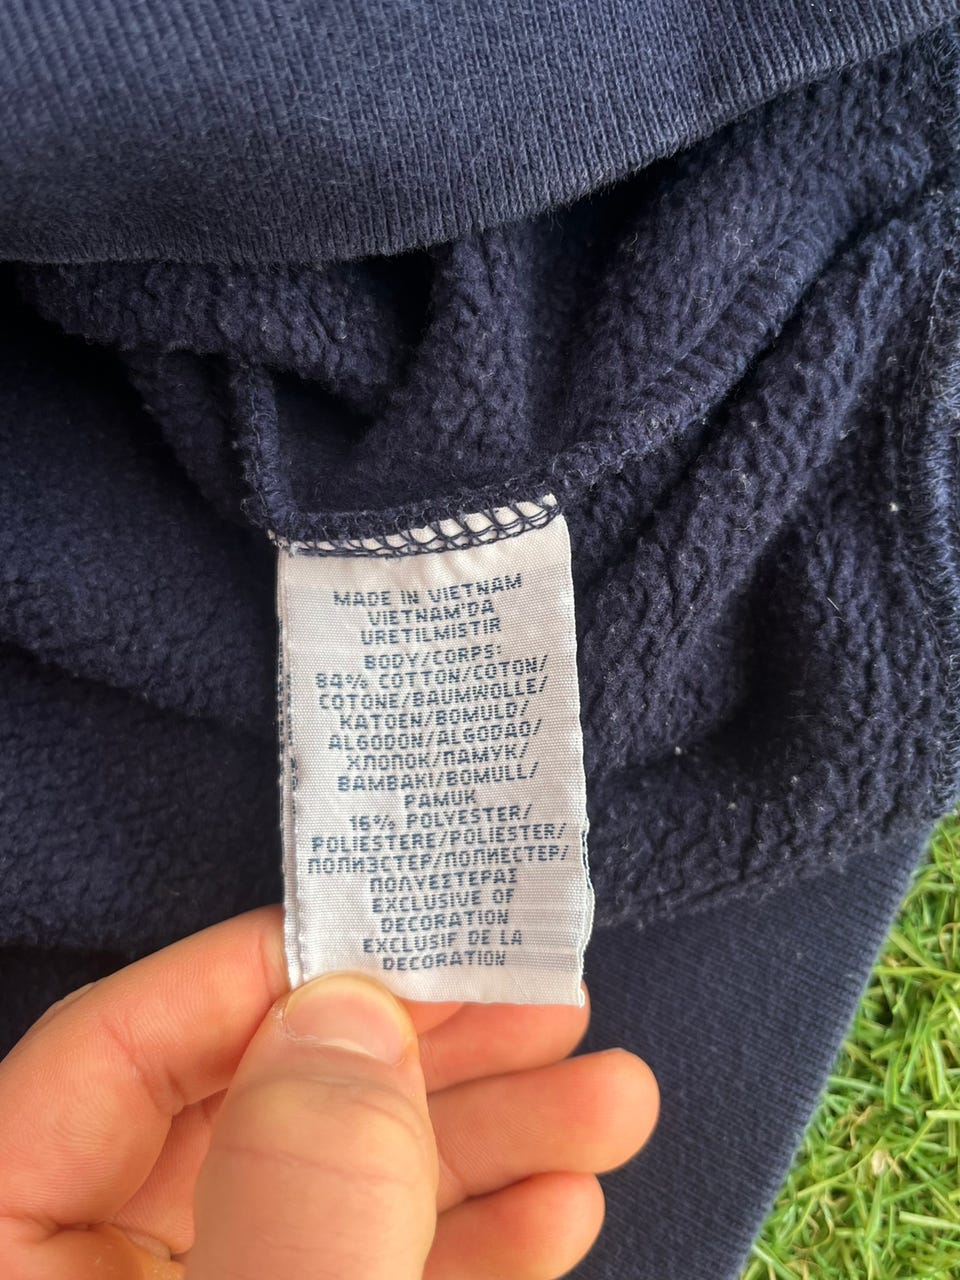 MADE IN VIETNAM
VIETNAM'DA
URETILMISTIR
BODY/CORPS:
84% COTTON/COTON/
COTONE/BAUMWOLLE/
KATOEN/BOMULD/
ALGODON/ALGODAO/
ХЛОПОК/ПАМУК/
BAMBAKI/BOMULL/
PAMUK
16% POLYESTER/
POLIESTERE/POLIESTER/
ПОЛИЭСТЕР/ПОЛИЕСТЕР/
ΠΟΛΥΕΣΤΕΡΑΣ
EXCLUSIVE OF
DECORATION
EXCLUSIF DE LA
DECORATION